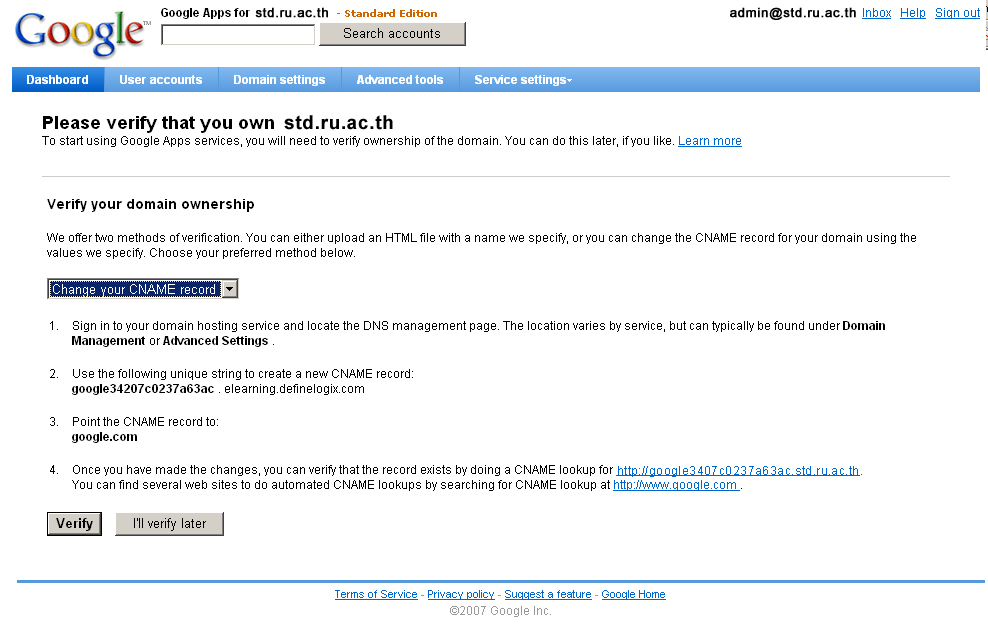 Google™
Google Apps for std.ru.ac.th - Standard Edition
admin@std.ru.ac.th Inbox Help Sign out
Search accounts
Dashboard User accounts Domain settings Advanced tools Service settings
Please verify that you own std.ru.ac.th
To start using Google Apps services, you will need to verify ownership of the domain. You can do this later, if you like. Learn more
Verify your domain ownership
We offer two methods of verification. You can either upload an HTML file with a name we specify, or you can change the CNAME record for your domain using the
values we specify. Choose your preferred method below.
Change your CNAME record
1. Sign in to your domain hosting service and locate the DNS management page. The location varies by service, but can typically be found under Domain
Management or Advanced Settings .
2. Use the following unique string to create a new CNAME record:
google34207c0237a63ac . elearning.definelogix.com
3. Point the CNAME record to:
google.com
4. Once you have made the changes, you can verify that the record exists by doing a CNAME lookup for http://google3407c0237a63ac.std.ru.ac.th.
You can find several web sites to do automated CNAME lookups by searching for CNAME lookup at http://www.google.com .
Verify I'll verify later
Terms of Service - Privacy policy - Suggest a feature - Google Home
©2007 Google Inc.